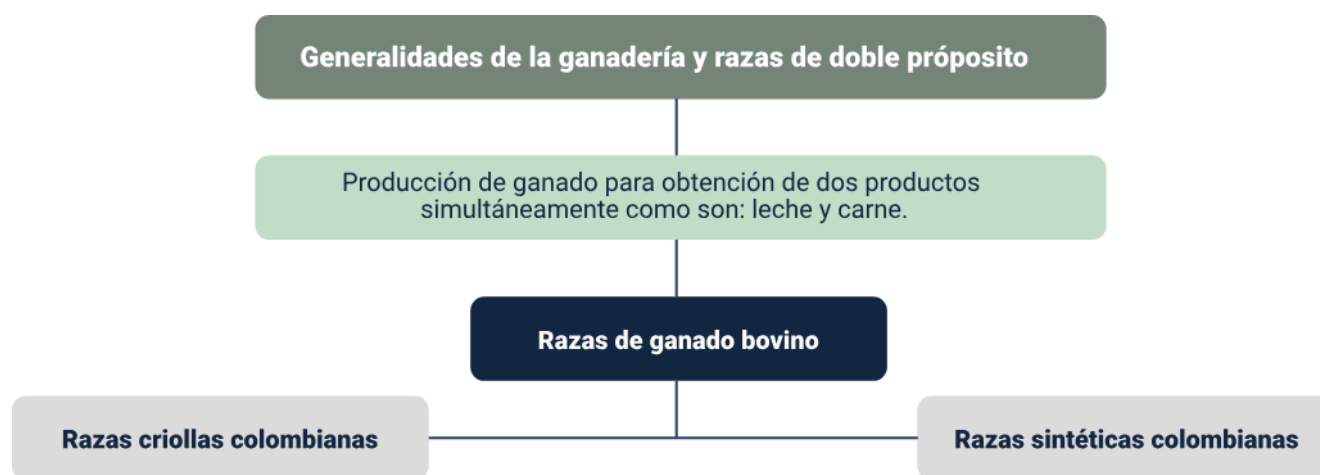 Generalidades de la ganadería y razas de doble próposito
Producción de ganado para obtención de dos productos
simultáneamente como son: leche y carne.
Razas de ganado bovino
Razas criollas colombianas
Razas sintéticas colombianas